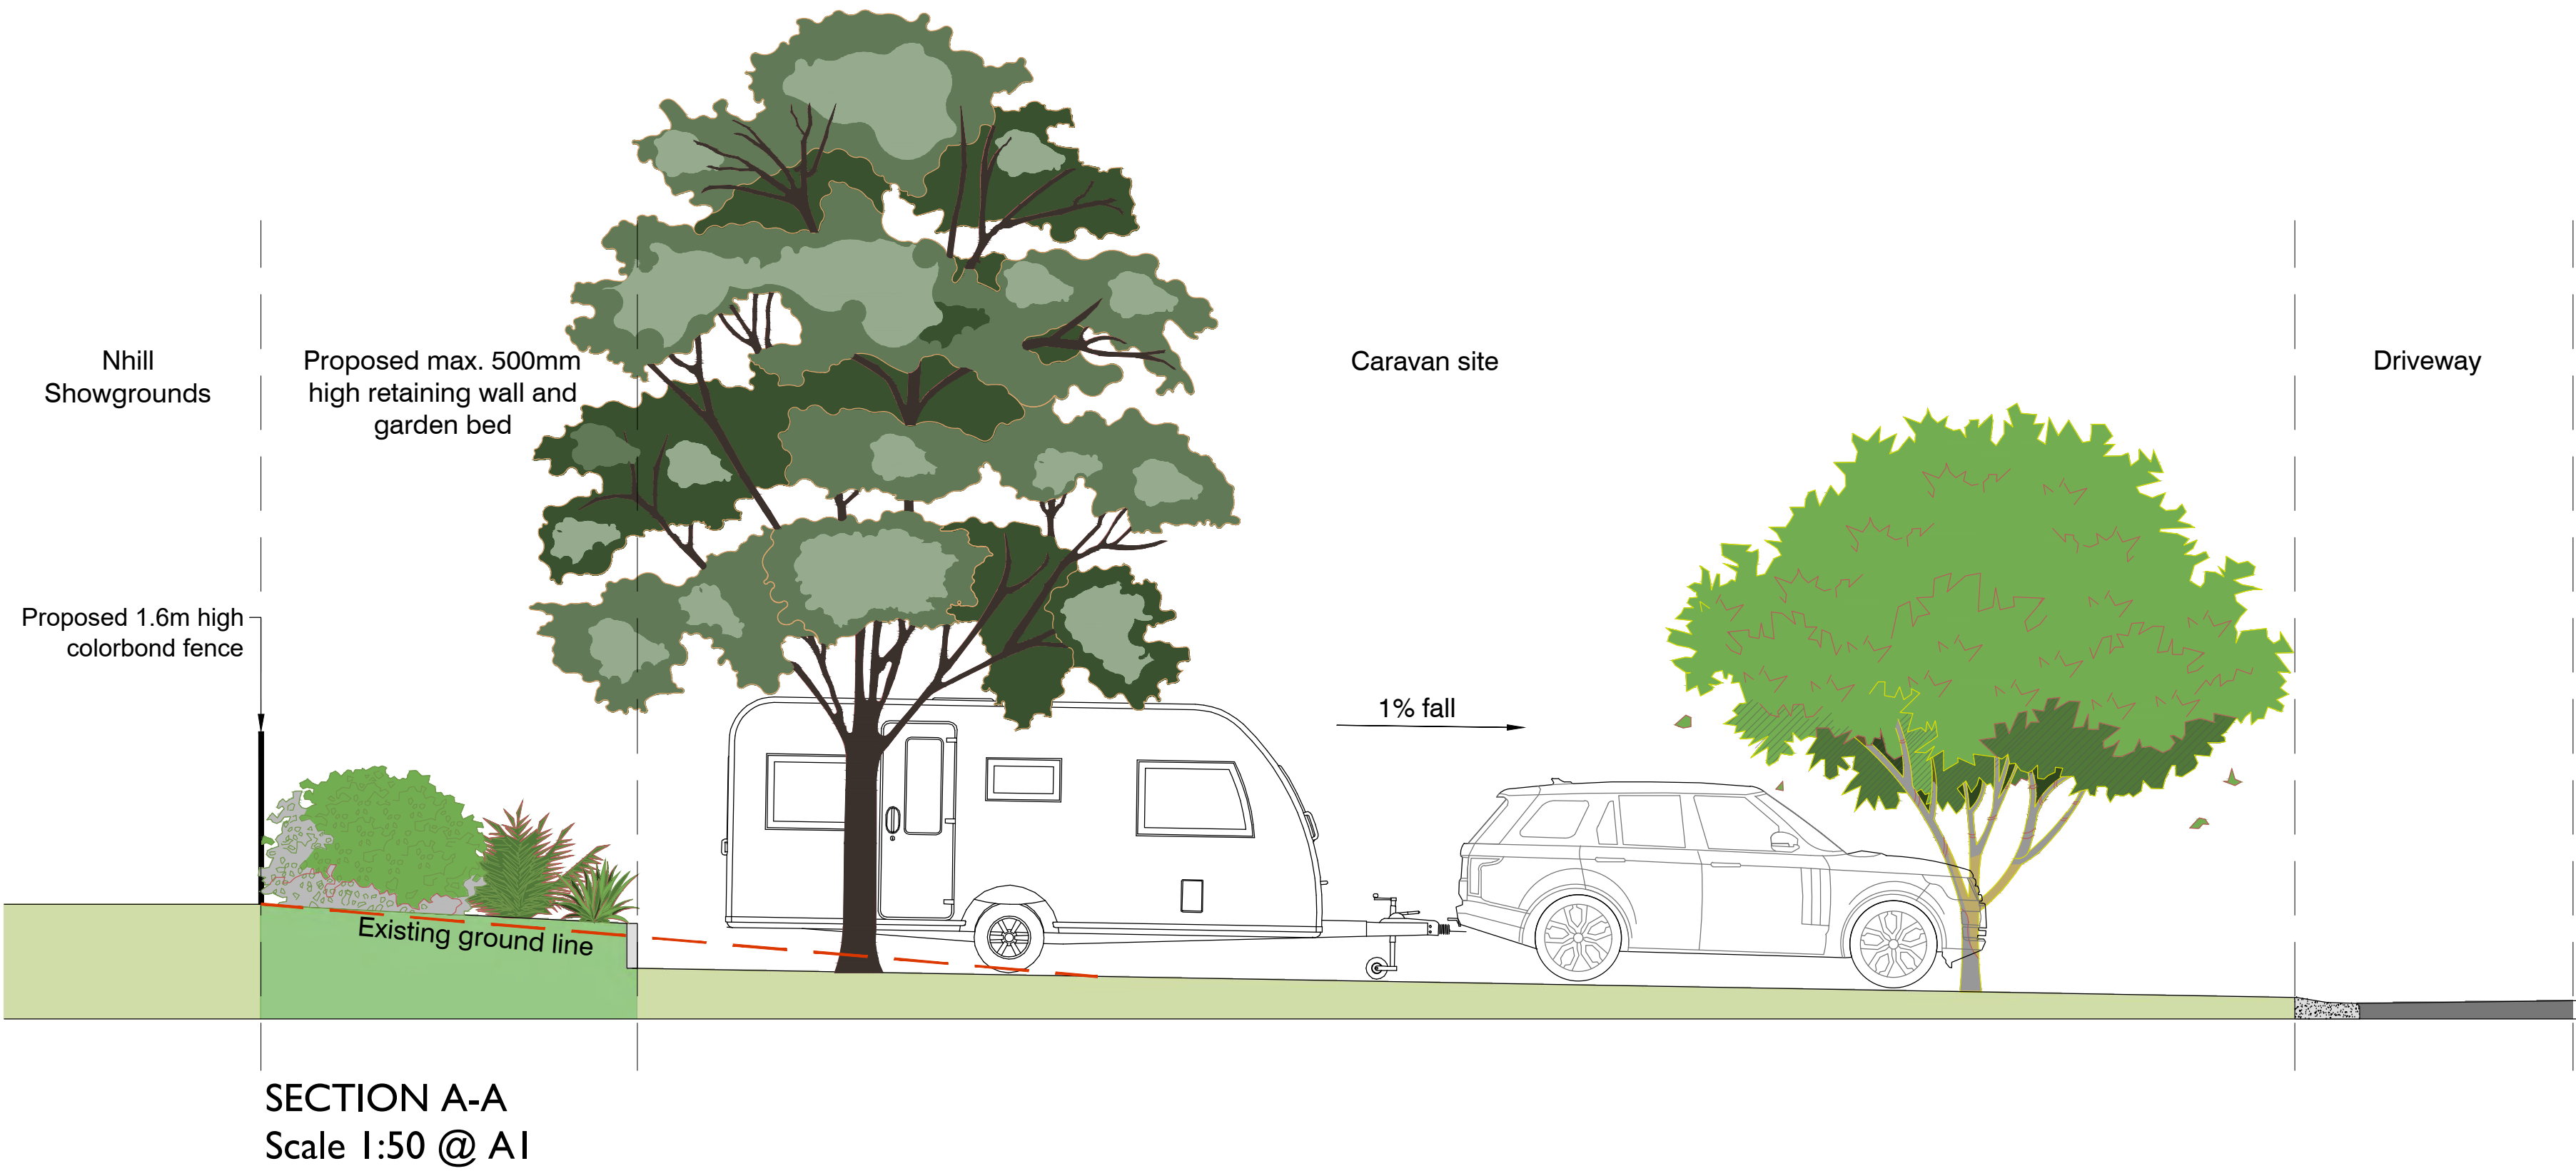 Nhill
Showgrounds
Proposed max. 500mm
high retaining wall and
garden bed
Caravan site
Driveway
Proposed 1.6m high
colorbond fence
1% fall
Existing ground line
SECTION A-A
Scale 1:50 @ A1